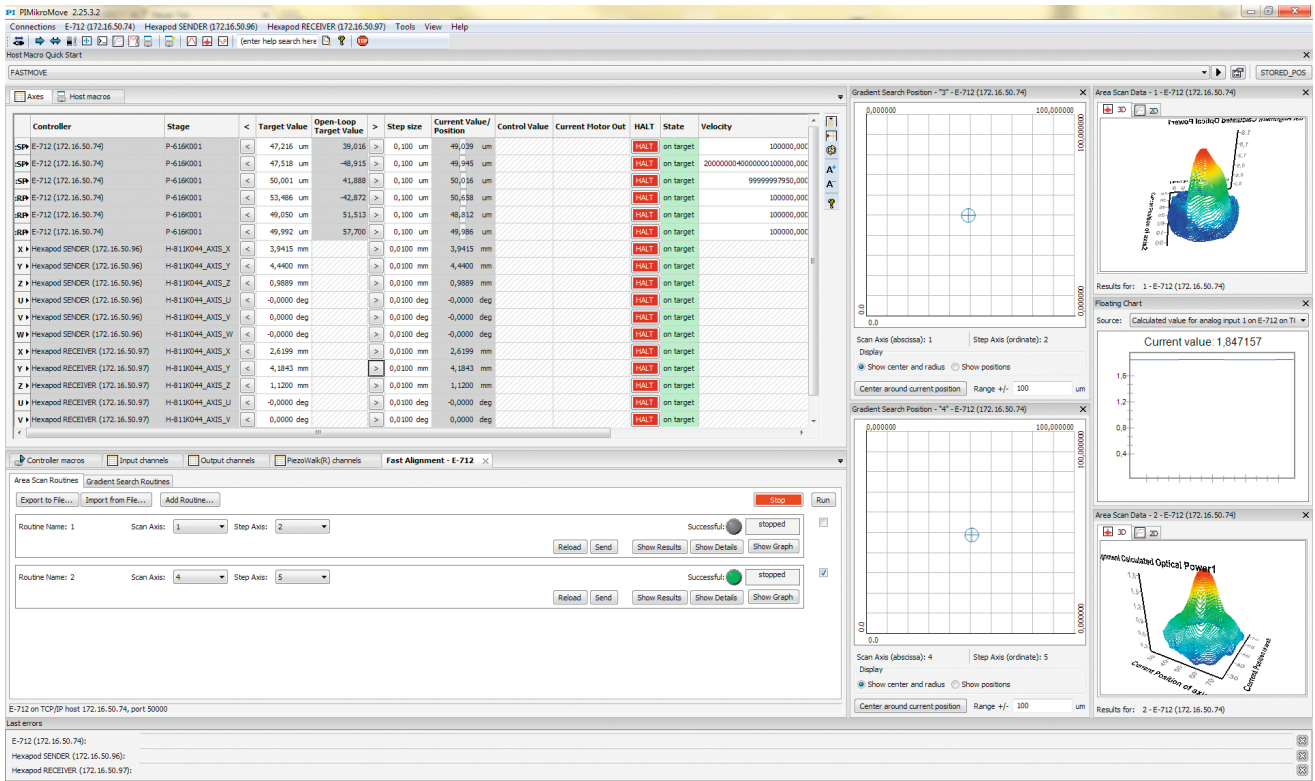 PI PIMikroMove 2.25.3.2
Connections E-712 (172.16.50.74) Hexapod SENDER (172.16.50.96) Hexapod RECEIVER (172.16.50.97) Tools View Help
(enter help search here
Host Macro Quick Start
FASTMOVE STORED_POS
Axes Host macros
Controller Stage < Target Value Open-Loop Target Value > Step size Current Value/ Position Control Value Current Motor Out HALT State Velocity
E-712 (172.16.50.74) P-616K001 < 47,216 um 39,016 > 0,100 um 49,039 um HALT on target 100000,000
E-712 (172.16.50.74) P-616K001 < 47,518 um -48,915 > 0,100 um 49,945 um HALT on target 2000000040000000100000,000
E-712 (172.16.50.74) P-616K001 < 50,001 um 41,888 > 0,100 um 50,016 um HALT on target 99999997950,000
E-712 (172.16.50.74) P-616K001 < 53,486 um -42,872 > 0,100 um 50,658 um HALT on target 100000,000
E-712 (172.16.50.74) P-616K001 < 49,050 um 51,513 > 0,100 um 48,812 um HALT on target 100000,000
E-712 (172.16.50.74) P-616K001 < 49,992 um 57,700 > 0,100 um 49,986 um HALT on target 100000,000
X Hexapod SENDER (172.16.50.96) H-811K044_AXIS_X < 3,9415 mm > 0,0100 mm 3,9415 mm HALT on target
Y Hexapod SENDER (172.16.50.96) H-811K044_AXIS_Y < 4,4400 mm > 0,0100 mm 4,4400 mm HALT on target
Z Hexapod SENDER (172.16.50.96) H-811K044_AXIS_Z < 0,9889 mm > 0,0100 mm 0,9889 mm HALT on target
U Hexapod SENDER (172.16.50.96) H-811K044_AXIS_U < -0,0000 deg > 0,0100 deg -0,0000 deg HALT on target
V Hexapod SENDER (172.16.50.96) H-811K044_AXIS_V < 0,0000 deg > 0,0100 deg 0,0000 deg HALT on target
W Hexapod SENDER (172.16.50.96) H-811K044_AXIS_W < -0,0000 deg > 0,0100 deg -0,0000 deg HALT on target
X Hexapod RECEIVER (172.16.50.97) H-811K044_AXIS_X < 2,6199 mm > 0,0100 mm 2,6199 mm HALT on target
Y Hexapod RECEIVER (172.16.50.97) H-811K044_AXIS_Y < 4,1843 mm > 0,0100 mm 4,1843 mm HALT on target
Z Hexapod RECEIVER (172.16.50.97) H-811K044_AXIS_Z < 1,1200 mm > 0,0100 mm 1,1200 mm HALT on target
U Hexapod RECEIVER (172.16.50.97) H-811K044_AXIS_U < -0,0000 deg > 0,0100 deg -0,0000 deg HALT on target
V Hexapod RECEIVER (172.16.50.97) H-811K044_AXIS_V < 0,0000 deg > 0,0100 deg 0,0000 deg HALT on target
Controller macros Input channels Output channels PiezoWalk(R) channels Fast Alignment - E-712
Area Scan Routines Gradient Search Routines
Export to File... Import from File... Add Routine... Stop Run
Routine Name: 1 Scan Axis: 1 Step Axis: 2 Successful: stopped
Reload Send Show Results Show Details Show Graph
Routine Name: 2 Scan Axis: 4 Step Axis: 5 Successful: stopped
Reload Send Show Results Show Details Show Graph
E-712 on TCP/IP host 172.16.50.74, port 50000
Last errors
E-712 (172.16.50.74):
Hexapod SENDER (172.16.50.96):
Hexapod RECEIVER (172.16.50.97):
Gradient Search Position - "3" - E-712 (172.16.50.74)
0,000000 100,000000
100,000000
0,000000
0.0
0.0
Scan Axis (abscissa): 1 Step Axis (ordinate): 2
Display
Show center and radius Show positions
Center around current position Range +/- 100 um
Gradient Search Position - "4" - E-712 (172.16.50.74)
0,000000 100,000000
100,000000
0,000000
0.0
0.0
Scan Axis (abscissa): 4 Step Axis (ordinate): 5
Display
Show center and radius Show positions
Center around current position Range +/- 100 um
Area Scan Data - 1 - E-712 (172.16.50.74)
3D 2D
Results for: 1 - E-712 (172.16.50.74)
Floating Chart
Source: Calculated value for analog input 1 on E-712 on
Current value: 1,847157
1,6
1,2
0,8
0,4
Area Scan Data - 2 - E-712 (172.16.50.74)
3D 2D
Calculated Optical Power1
Current Position of
Current Position
Results for: 2 - E-712 (172.16.50.74)